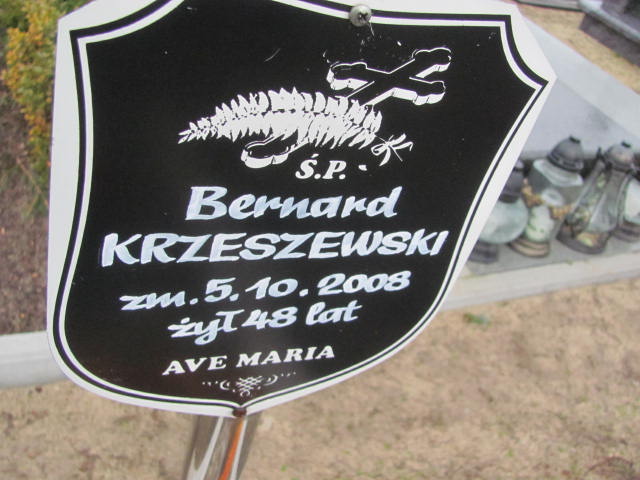 Ś.P.
Bernard
KRZESZEWSKI
zm. 5. 10. 2008
żył 48 lat
AVE MARIA